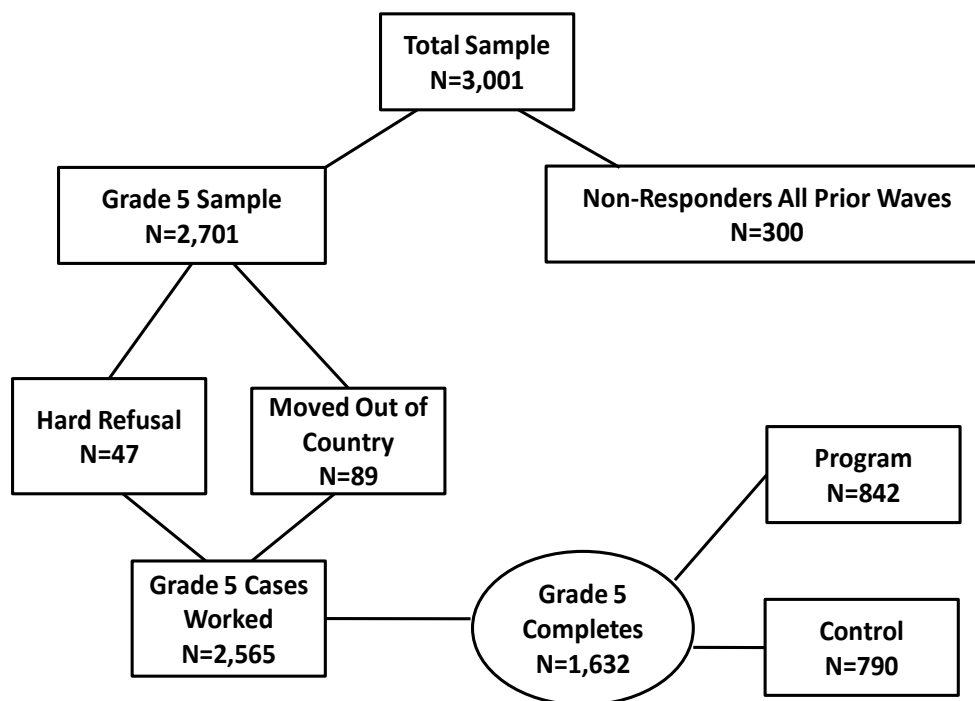 Total Sample
N=3,001
Grade 5 Sample
N=2,701
Non-Responders All Prior Waves
N=300
Hard Refusal
N=47
Moved Out of
Country
N=89
Program
N=842
Grade 5 Cases
Worked
N=2,565
Grade 5
Completes
N=1,632
Control
N=790